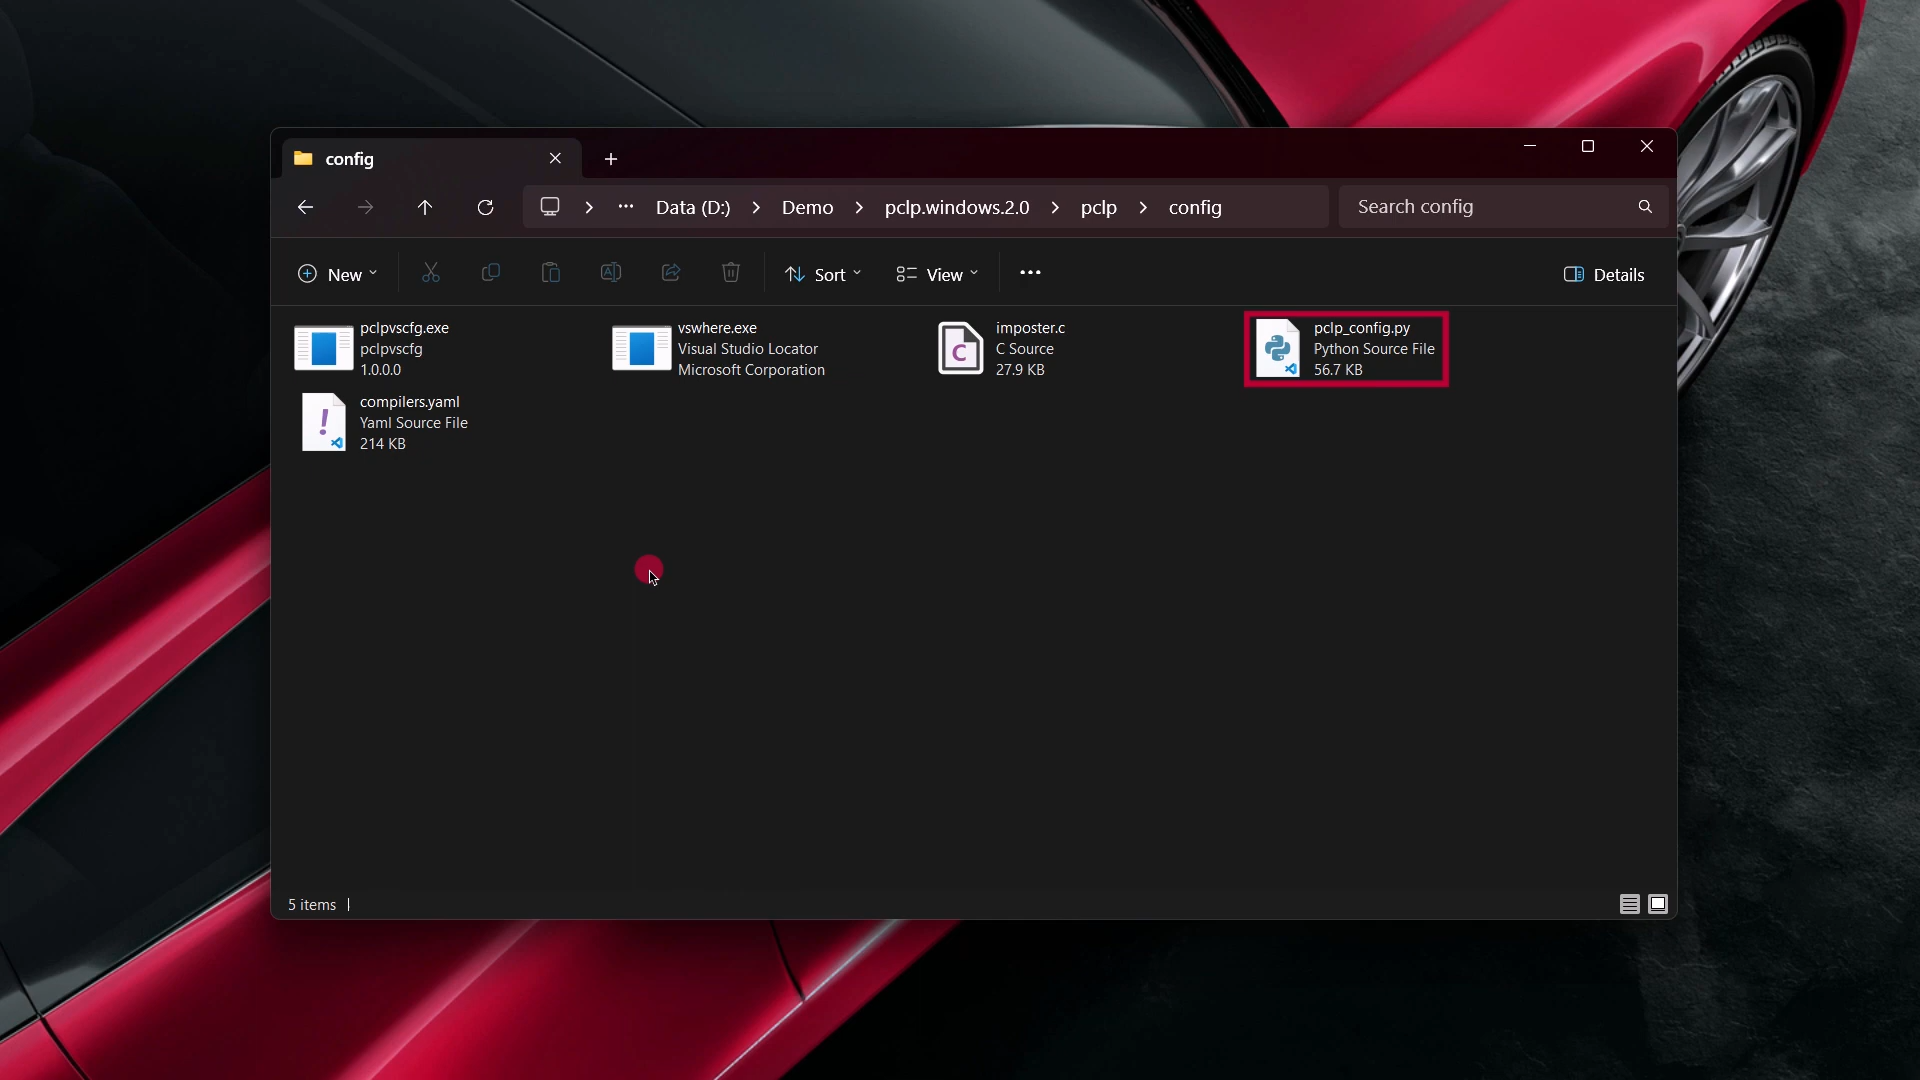 config
Data (D:) Demo pclp.windows.2.0 pclp config
Search config
New
Sort
View
Details
pclpvscfg.exe
pclpvscfg
1.0.0.0
vswhere.exe
Visual Studio Locator
Microsoft Corporation
imposter.c
C Source
27.9 KB
pclp_config.py
Python Source File
56.7 KB
compilers.yaml
Yaml Source File
214 KB
5 items